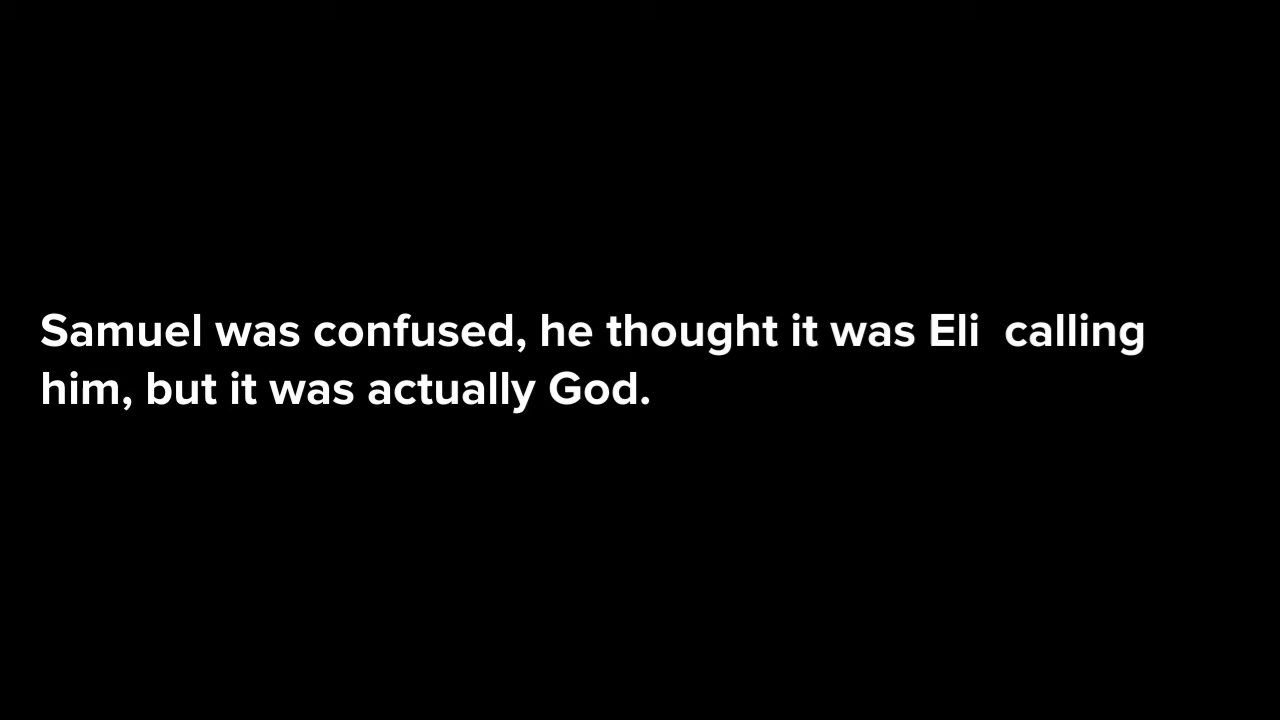 Samuel was confused, he thought it was Eli  calling
him, but it was actually God.